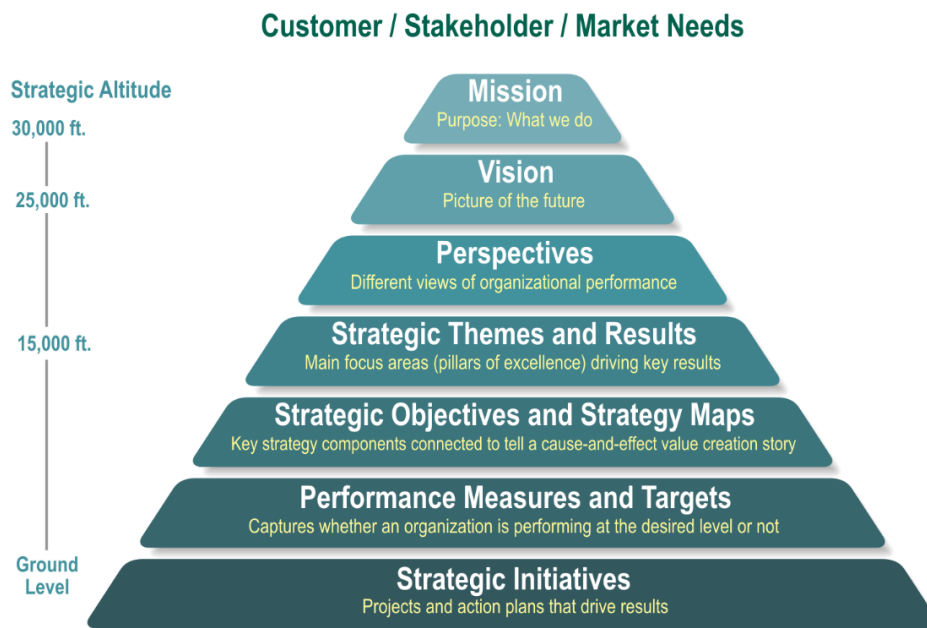 Customer / Stakeholder / Market Needs
Strategic Altitude
30,000 ft.
25,000 ft.
15,000 ft.
Ground
Level
Mission
Purpose: What we do
Vision
Picture of the future
Perspectives
Different views of organizational performance
Strategic Themes and Results
Main focus areas (pillars of excellence) driving key results
Strategic Objectives and Strategy Maps
Key strategy components connected to tell a cause-and-effect value creation story
Performance Measures and Targets
Captures whether an organization is performing at the desired level or not
Strategic Initiatives
Projects and action plans that drive results